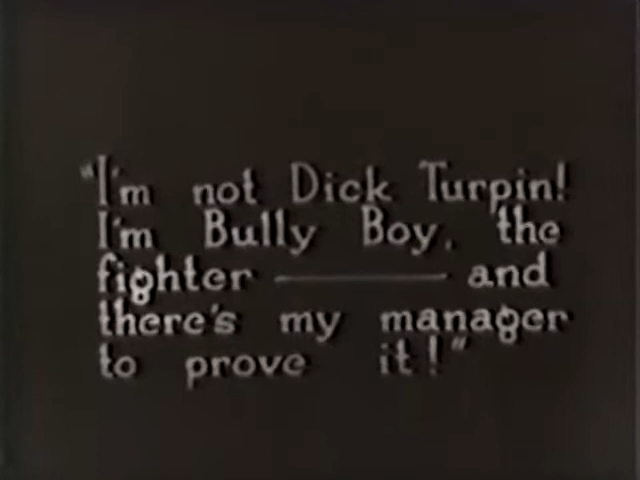 "I'm not Dick Turpin!
I'm Bully Boy, the
fighter ——— and
there's my manager
to prove it!"